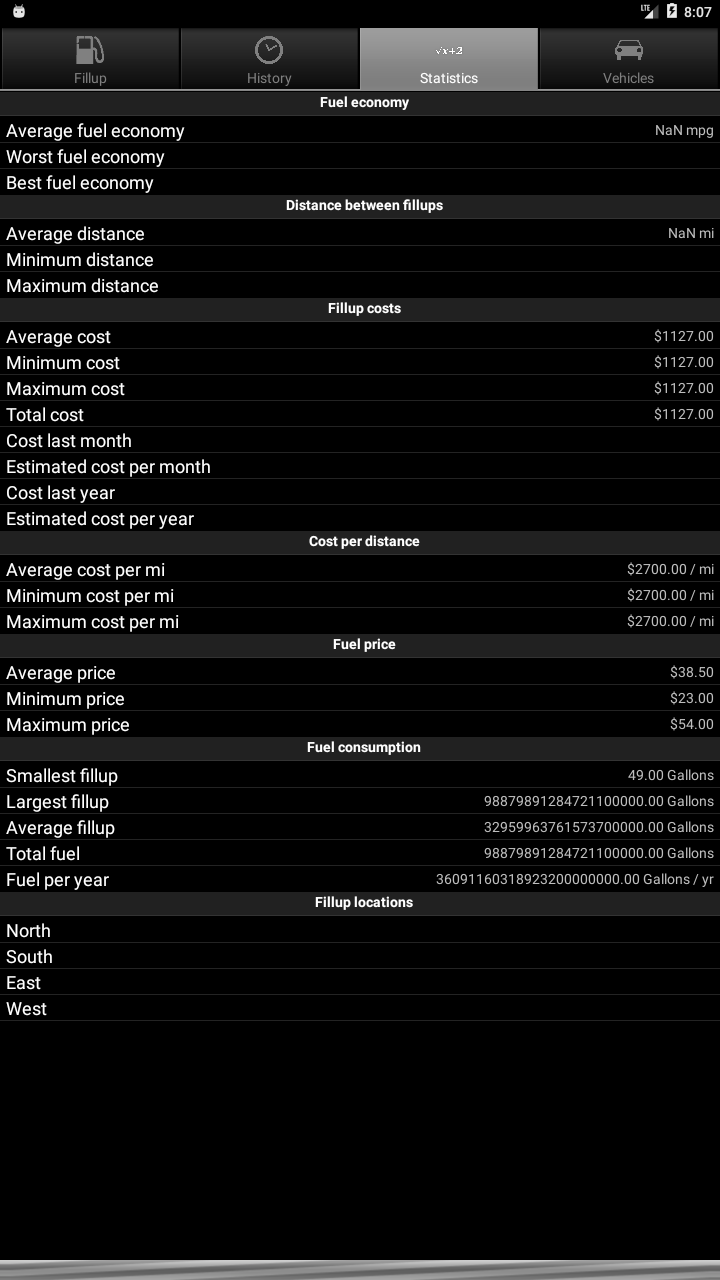 LTE 8:07
√x+2
Fillup History Statistics Vehicles
Fuel economy
Average fuel economy NaN mpg
Worst fuel economy
Best fuel economy
Distance between fillups
Average distance NaN mi
Minimum distance
Maximum distance
Fillup costs
Average cost $1127.00
Minimum cost $1127.00
Maximum cost $1127.00
Total cost $1127.00
Cost last month
Estimated cost per month
Cost last year
Estimated cost per year
Cost per distance
Average cost per mi $2700.00 / mi
Minimum cost per mi $2700.00 / mi
Maximum cost per mi $2700.00 / mi
Fuel price
Average price $38.50
Minimum price $23.00
Maximum price $54.00
Fuel consumption
Smallest fillup 49.00 Gallons
Largest fillup 98879891284721100000.00 Gallons
Average fillup 32959963761573700000.00 Gallons
Total fuel 98879891284721100000.00 Gallons
Fuel per year 36091160318923200000000.00 Gallons / yr
Fillup locations
North
South
East
West